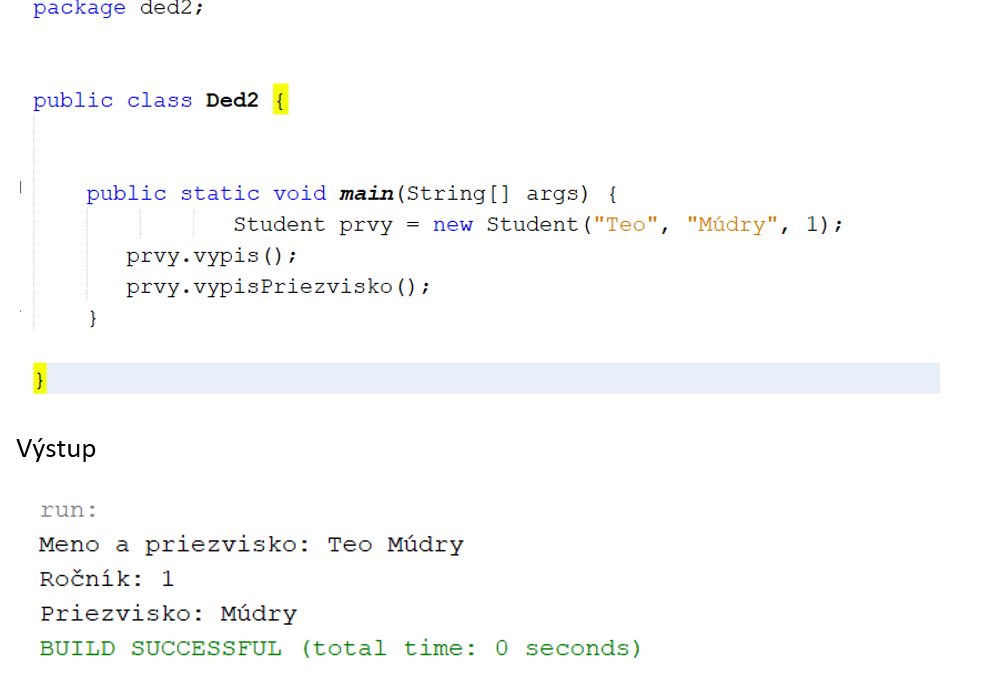 package ded2;
public class Ded2 {
public static void main(String[] args) {
Student prvy = new Student("Teo", "Múdry", 1);
prvy.vypis();
prvy.vypisPriezvisko();
}
}
Výstup
run:
Meno a priezvisko: Teo Múdry
Ročník: 1
Priezvisko: Múdry
BUILD SUCCESSFUL (total time: 0 seconds)